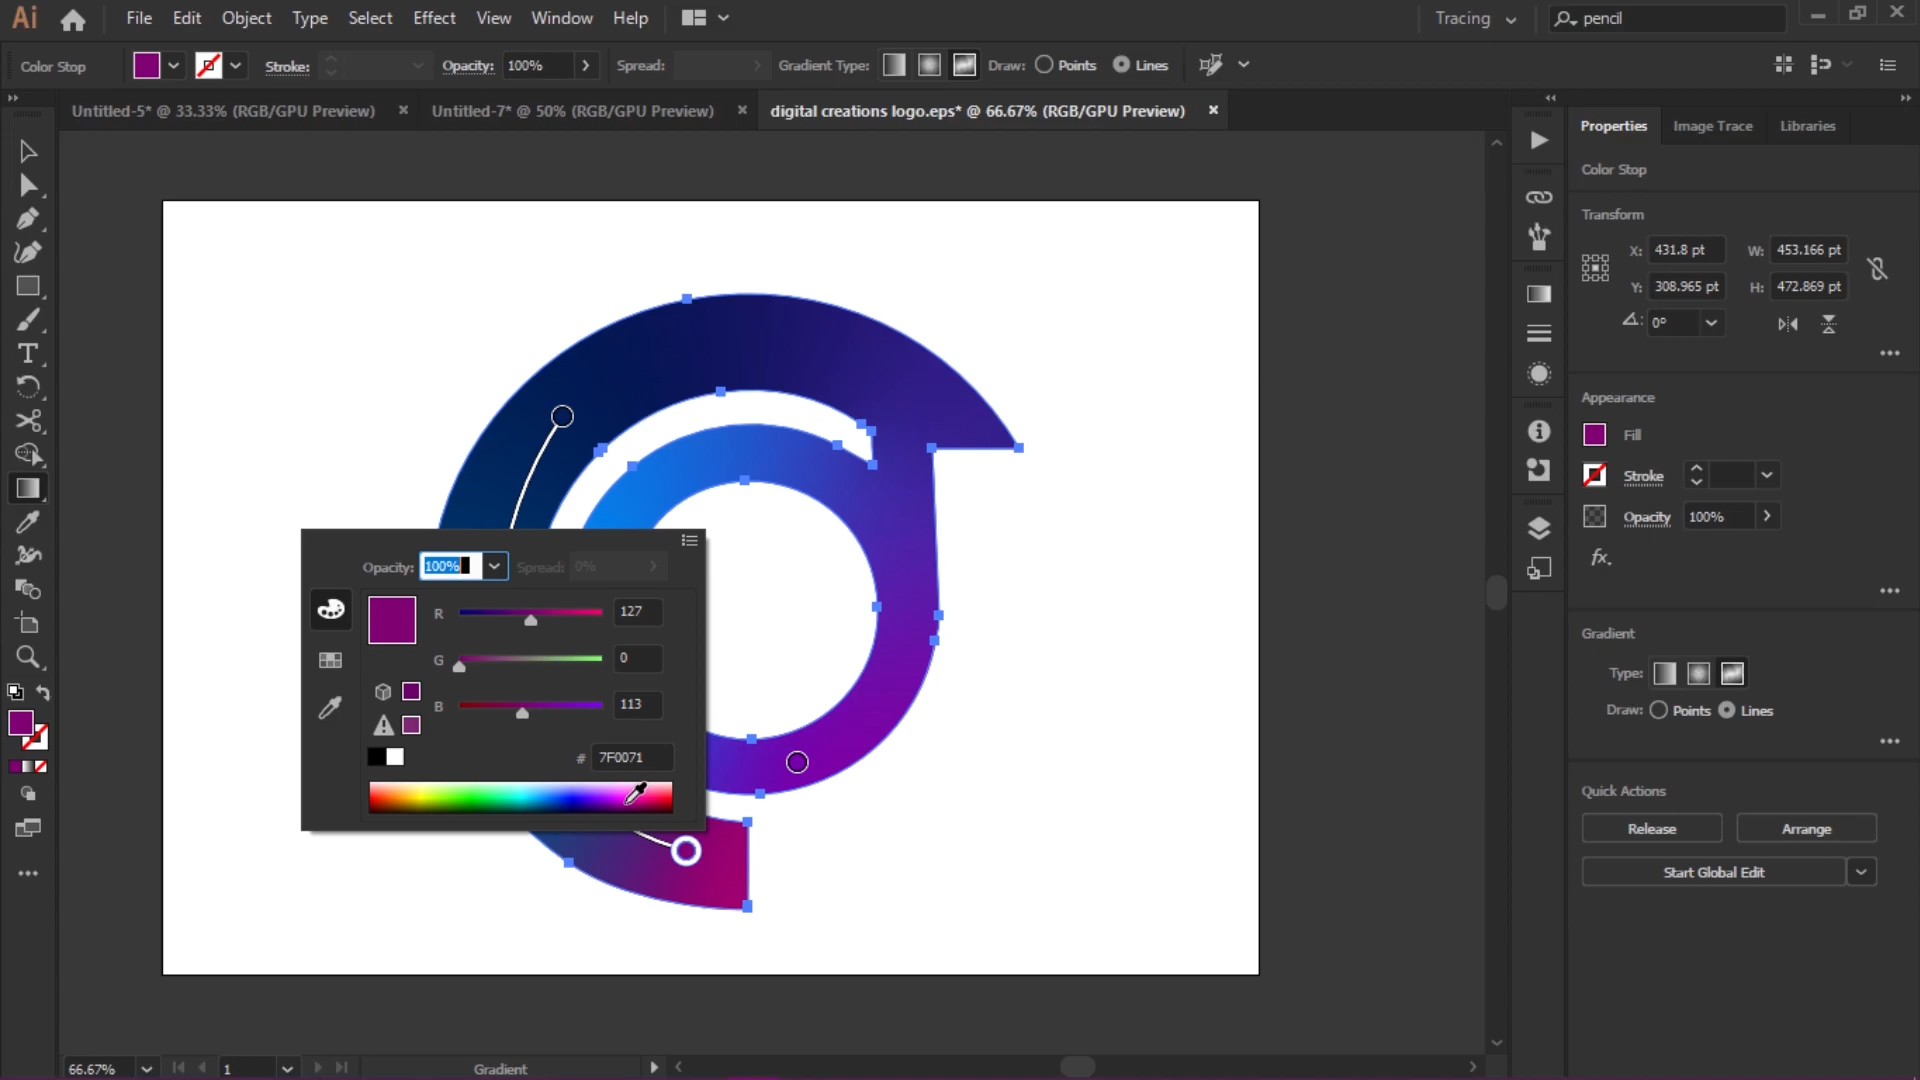 Ai File Edit Object Type Select Effect View Window Help Tracing pencil
Color Stop Stroke: Opacity: 100% Spread: Gradient Type: Draw: Points Lines
Untitled-5* @ 33.33% (RGB/GPU Preview) Untitled-7* @ 50% (RGB/GPU Preview) digital creations logo.eps* @ 66.67% (RGB/GPU Preview)
Properties Image Trace Libraries
Color Stop
Transform
X: 431.8 pt W: 453.166 pt
Y: 308.965 pt H: 472.869 pt
0°
Appearance
Fill
Stroke
Opacity 100%
fx.
Gradient
Type:
Draw: Points Lines
Quick Actions
Release Arrange
Start Global Edit
Opacity: 100% Spread: 0%
R 127
G 0
B 113
# 7F0071
66.67% 1 Gradient